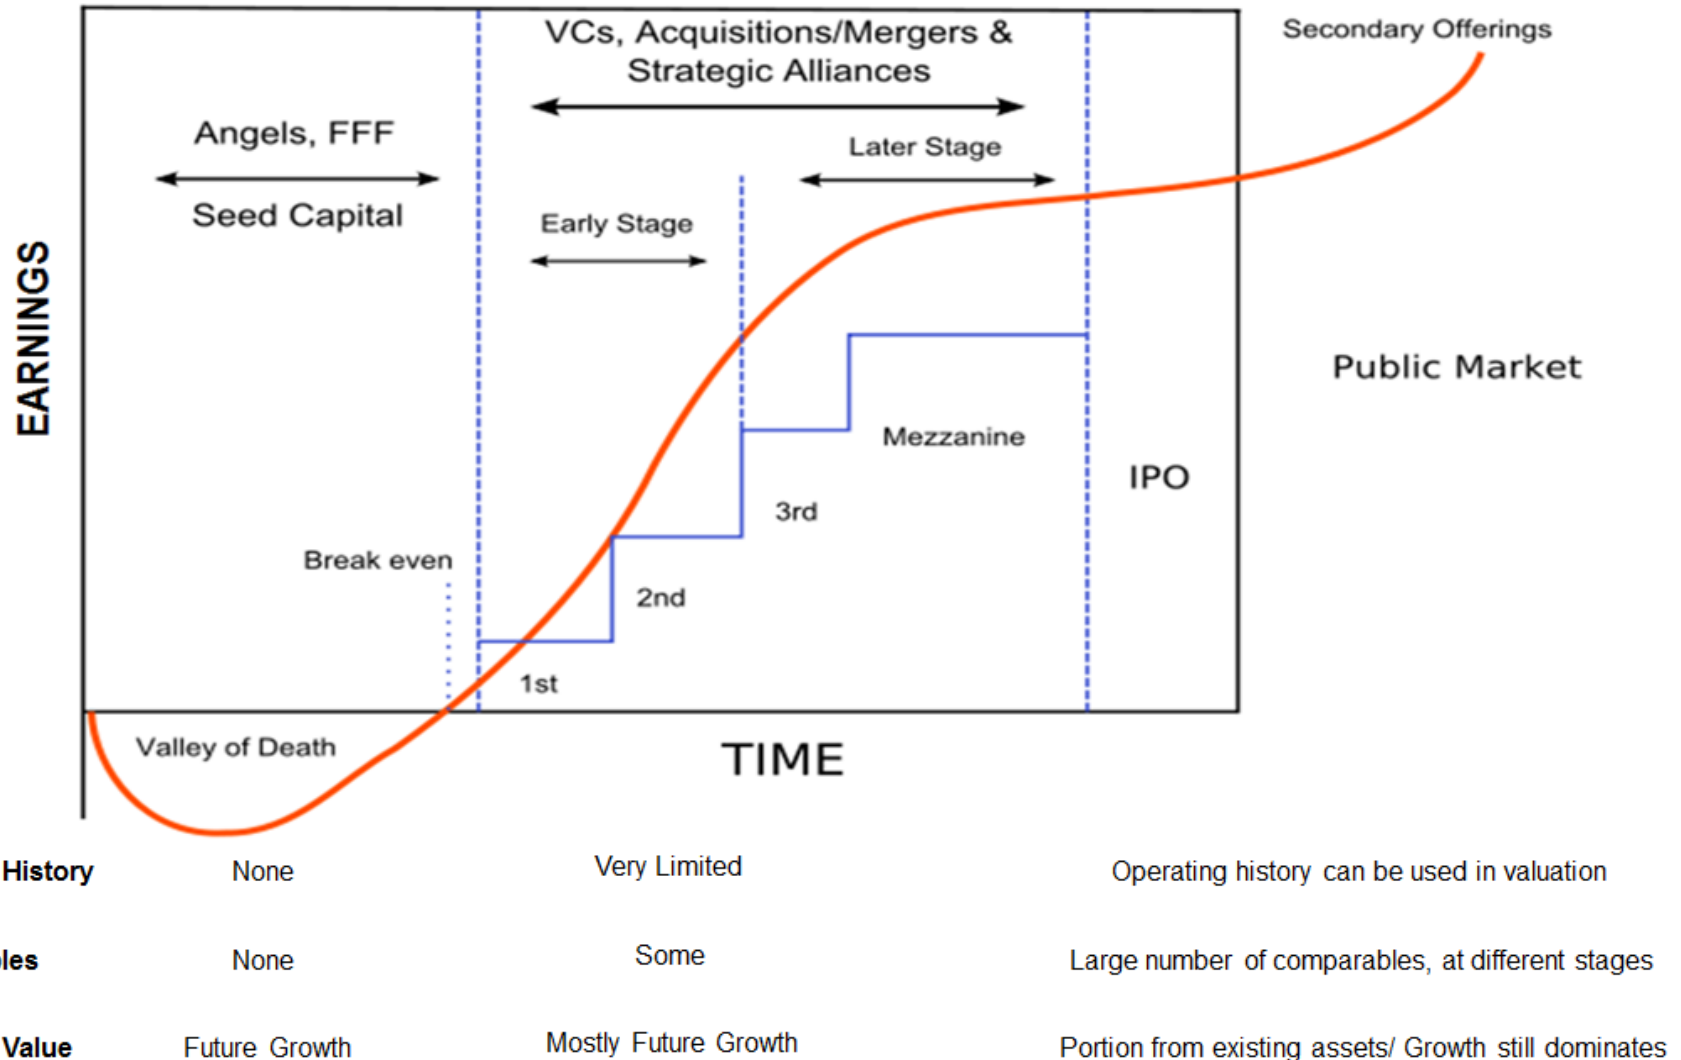 VCs, Acquisitions/Mergers &
Strategic Alliances
Secondary Offerings
Angels, FFF
Later Stage
Seed Capital
Early Stage
EARNINGS
Public Market
Mezzanine
IPO
3rd
Break even
2nd
1st
Valley of Death
TIME
History None Very Limited Operating history can be used in valuation
None Some Large number of comparables, at different stages
Value Future Growth Mostly Future Growth Portion from existing assets/ Growth still dominates